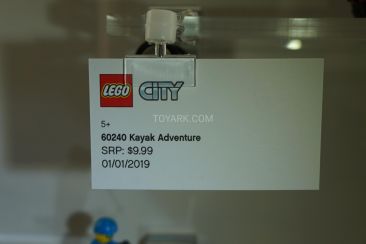 LEGO CITY
TOYARK.COM
5+
60240 Kayak Adventure
SRP: $9.99
01/01/2019